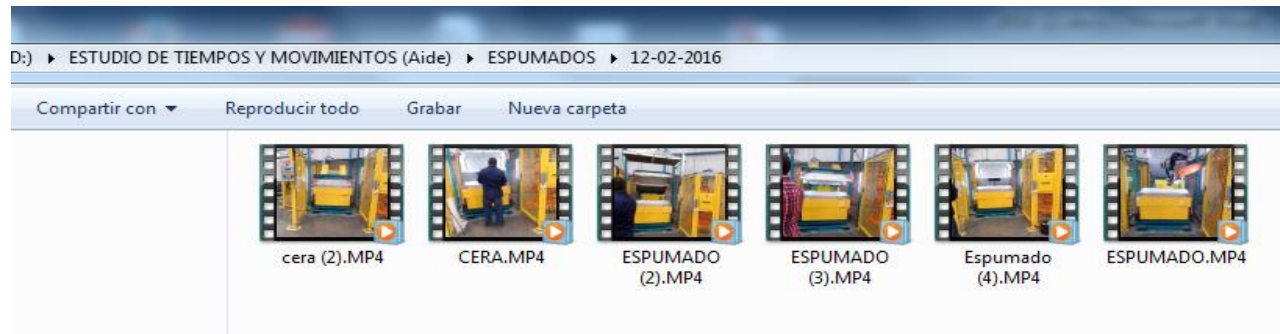 D:) ▸ ESTUDIO DE TIEMPOS Y MOVIMIENTOS (Aide) ▸ ESPUMADOS ▸ 12-02-2016
Compartir con ▾ Reproducir todo Grabar Nueva carpeta
cera (2).MP4 CERA.MP4 ESPUMADO ESPUMADO Espumado ESPUMADO.MP4
(2).MP4 (3).MP4 (4).MP4